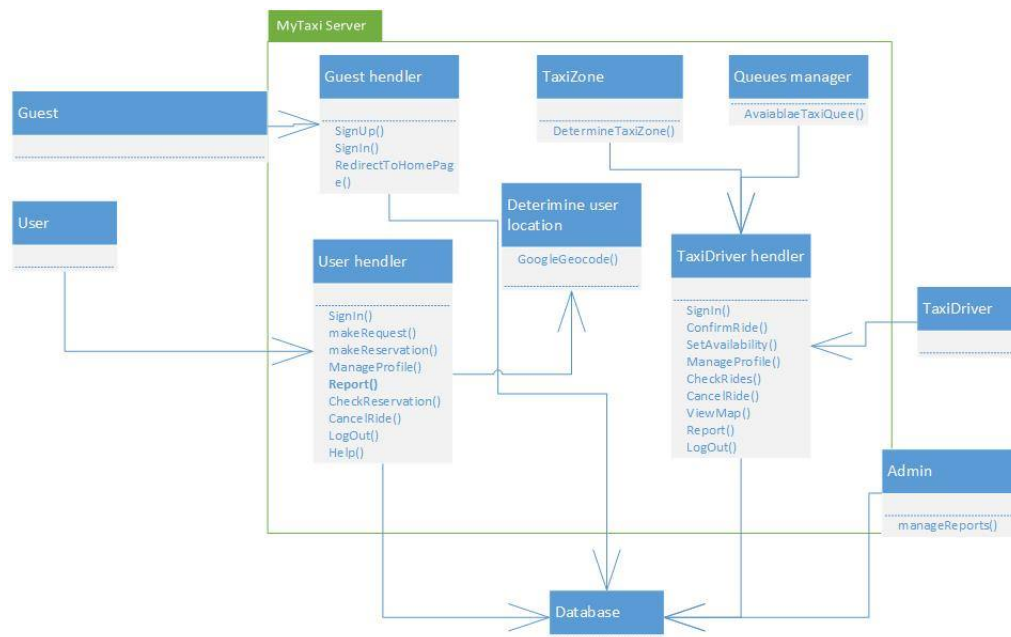 MyTaxi Server
Guest hendler
SignUp()
SignIn()
RedirectToHomePag
e()
TaxiZone
DetermineTaxiZone()
Queues manager
AvaiablaeTaxiQuee()
Guest
User
Deterimine user
location
GoogleGeocode()
User hendler
SignIn()
makeRequest()
makeReservation()
ManageProfile()
Report()
CheckReservation()
CancelRide()
LogOut()
Help()
TaxiDriver hendler
SignIn()
ConfirmRide()
SetAvailability()
ManageProfile()
CheckRides()
CancelRide()
ViewMap()
Report()
LogOut()
TaxiDriver
Admin
manageReports()
Database